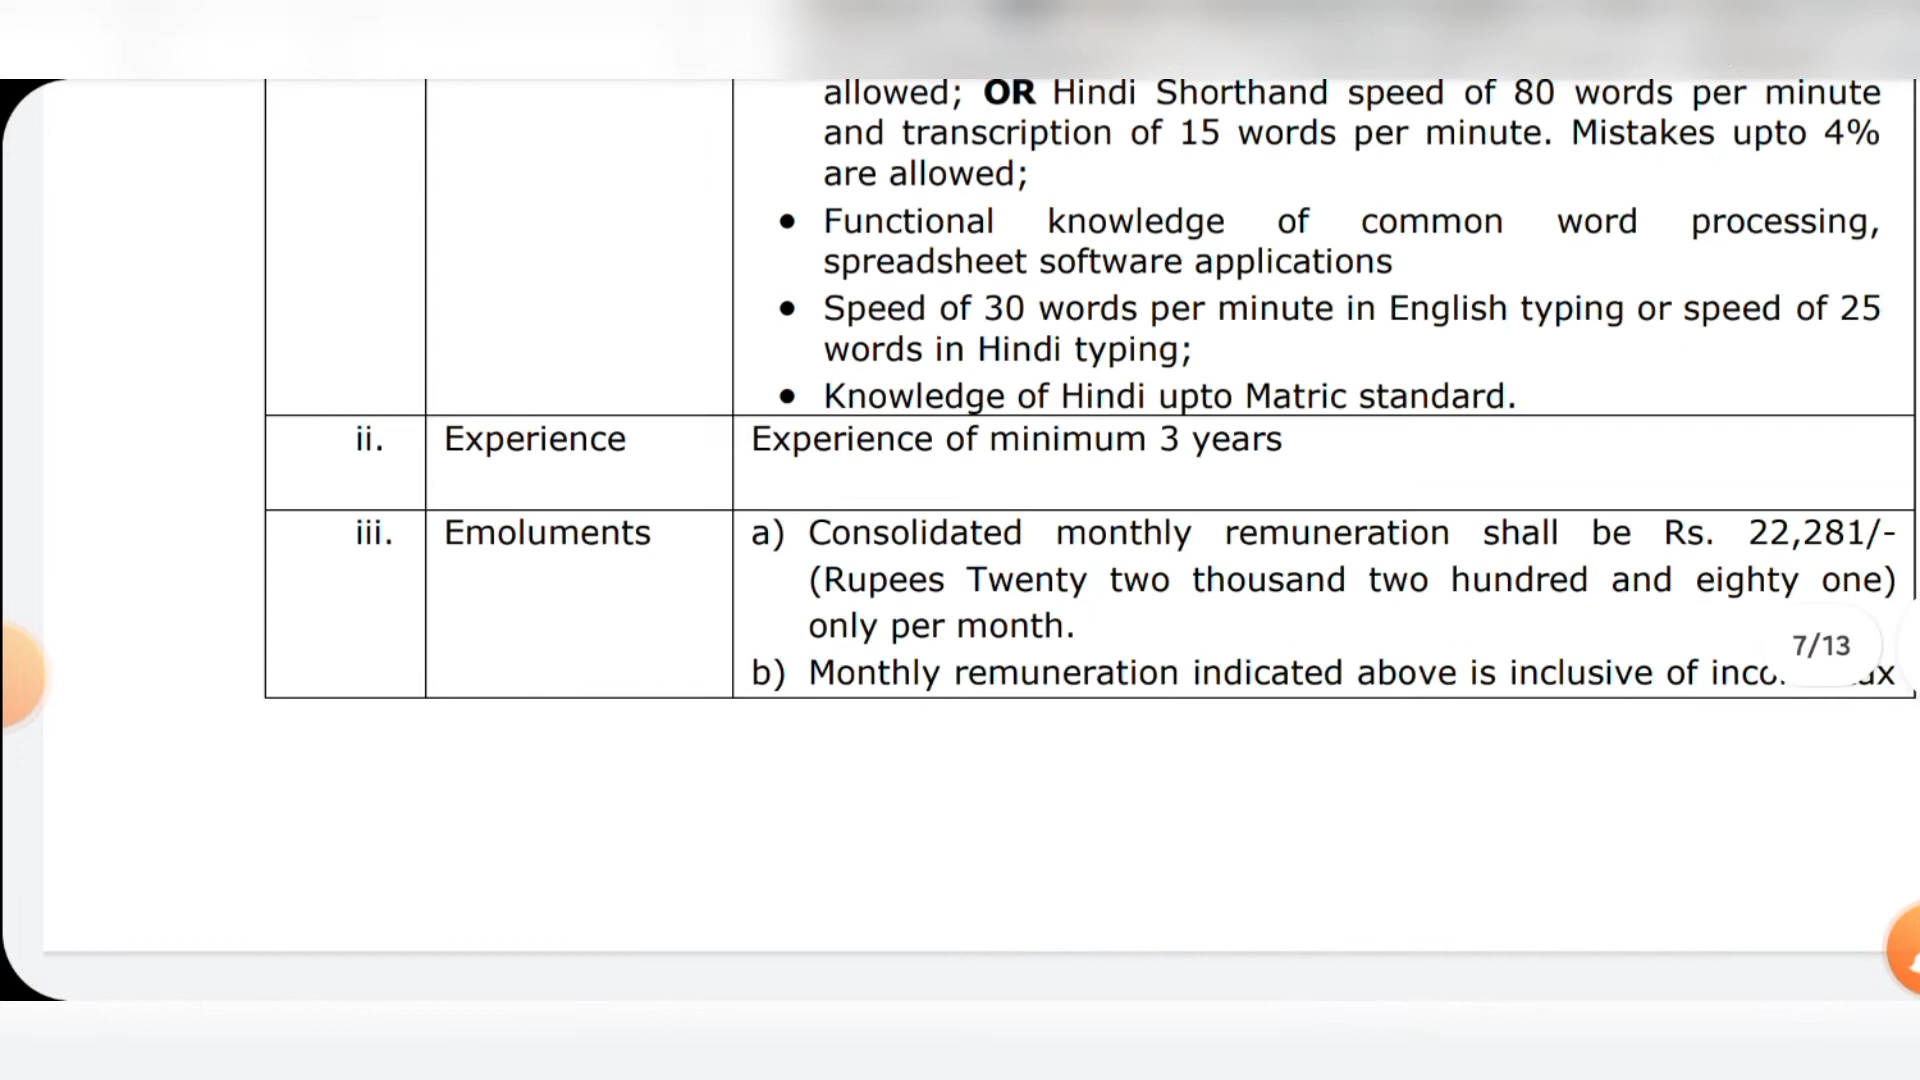 allowed; OR Hindi Shorthand speed of 80 words per minute
and transcription of 15 words per minute. Mistakes upto 4%
are allowed;
• Functional knowledge of common word processing,
spreadsheet software applications
• Speed of 30 words per minute in English typing or speed of 25
words in Hindi typing;
• Knowledge of Hindi upto Matric standard.
ii. Experience Experience of minimum 3 years
iii. Emoluments a) Consolidated monthly remuneration shall be Rs. 22,281/-
(Rupees Twenty two thousand two hundred and eighty one)
only per month.
7/13
b) Monthly remuneration indicated above is inclusive of